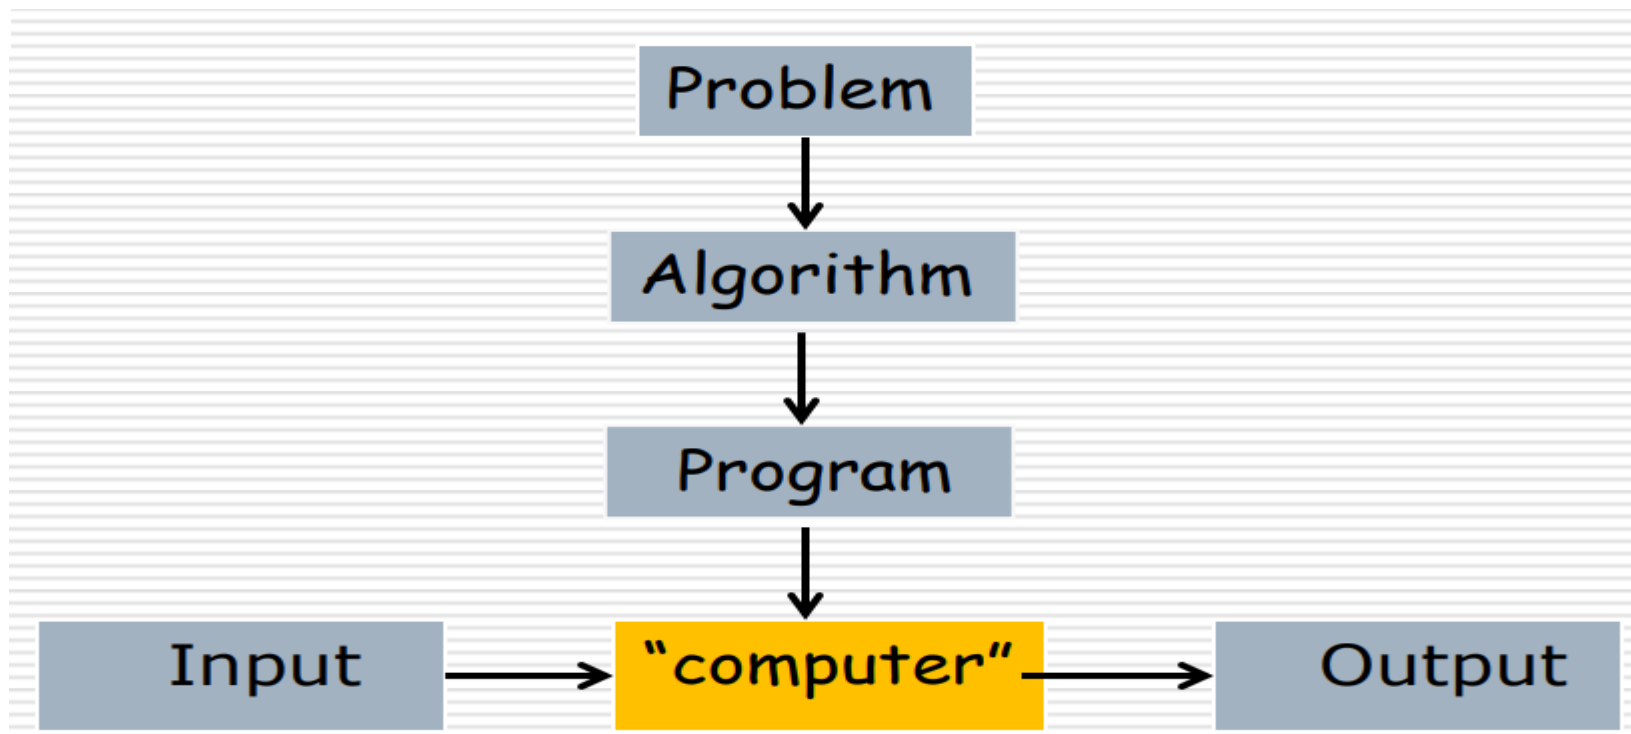 Problem
Algorithm
Program
Input
“computer”
Output